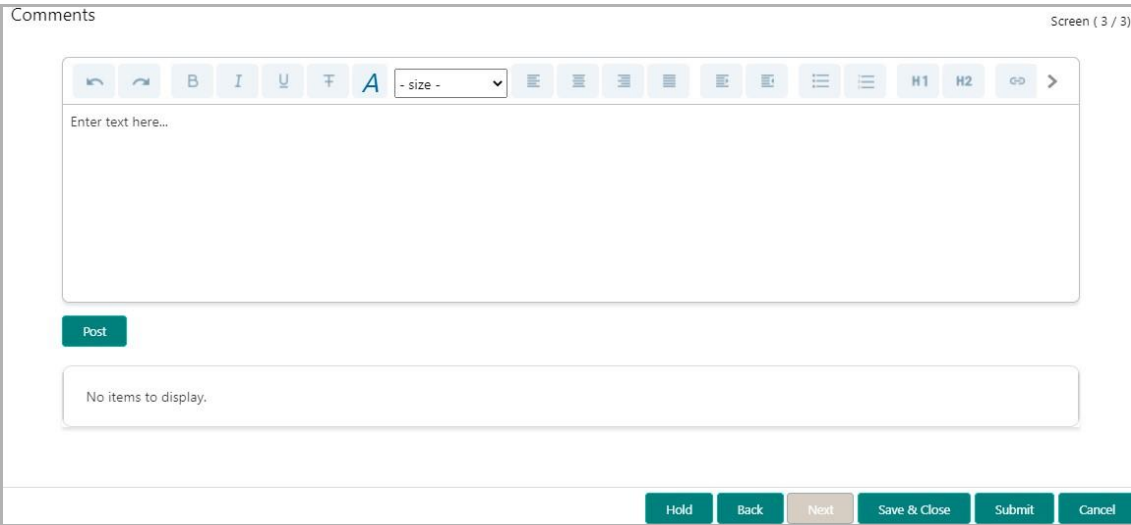 Comments
Screen ( 3 / 3)
B I U T A - size - H1 H2
Enter text here...
Post
No items to display.
Hold Back Next Save & Close Submit Cancel